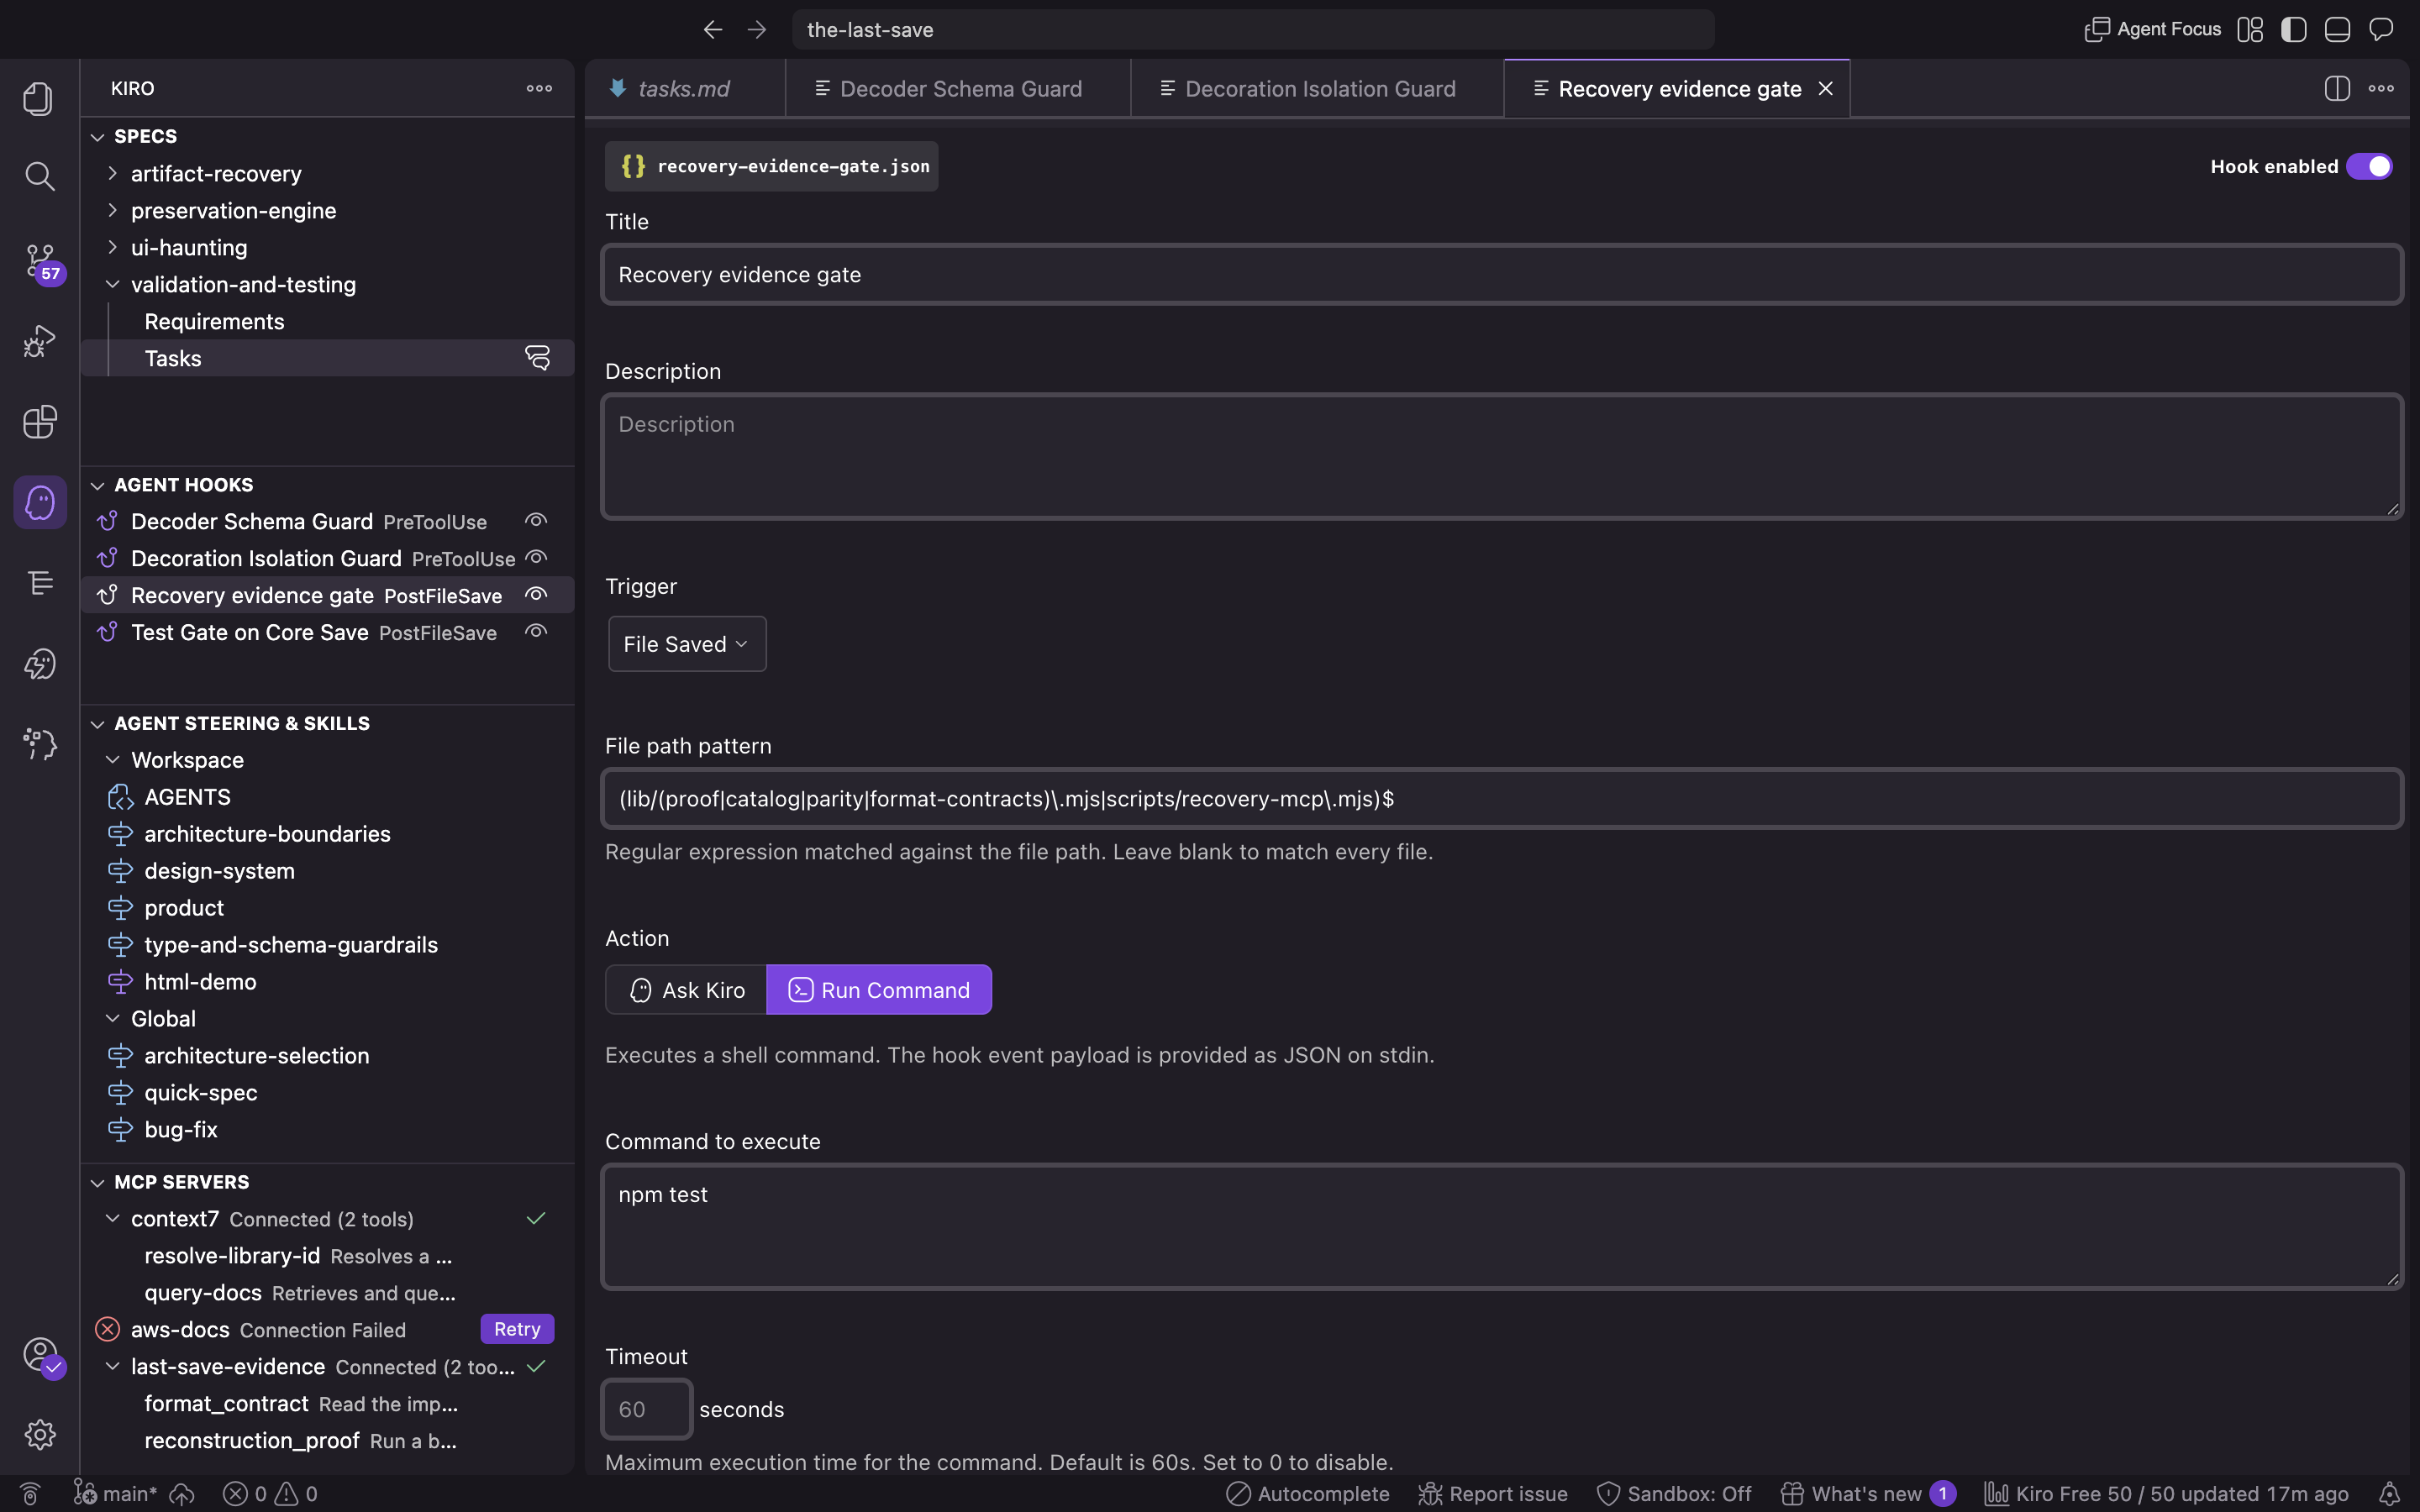 the-last-save
Agent Focus
KIRO
SPECS
artifact-recovery
preservation-engine
ui-haunting
validation-and-testing
Requirements
Tasks
AGENT HOOKS
Decoder Schema Guard PreToolUse
Decoration Isolation Guard PreToolUse
Recovery evidence gate PostFileSave
Test Gate on Core Save PostFileSave
AGENT STEERING & SKILLS
Workspace
AGENTS
architecture-boundaries
design-system
product
type-and-schema-guardrails
html-demo
Global
architecture-selection
quick-spec
bug-fix
MCP SERVERS
context7 Connected (2 tools)
resolve-library-id Resolves a ...
query-docs Retrieves and que...
aws-docs Connection Failed Retry
last-save-evidence Connected (2 too...
format_contract Read the imp...
reconstruction_proof Run a b...
57
tasks.md
Decoder Schema Guard
Decoration Isolation Guard
Recovery evidence gate
{} recovery-evidence-gate.json
Hook enabled
Title
Recovery evidence gate
Description
Description
Trigger
File Saved
File path pattern
(lib/(proof|catalog|parity|format-contracts)\.mjs|scripts/recovery-mcp\.mjs)$
Regular expression matched against the file path. Leave blank to match every file.
Action
Ask Kiro
Run Command
Executes a shell command. The hook event payload is provided as JSON on stdin.
Command to execute
npm test
Timeout
60 seconds
Maximum execution time for the command. Default is 60s. Set to 0 to disable.
main* 0 0 Autocomplete Report issue Sandbox: Off What's new 1 Kiro Free 50 / 50 updated 17m ago